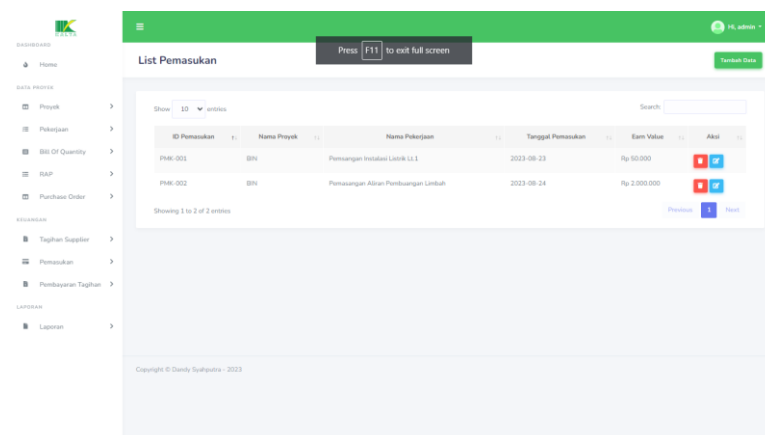 KALTA
DASHBOARD
Home
DATA PROYEK
Proyek
Pekerjaan
Bill Of Quantity
RAP
Purchase Order
KEUANGAN
Tagihan Supplier
Pemasukan
Pembayaran Tagihan
LAPORAN
Laporan
Hi, admin
Press F11 to exit full screen
List Pemasukan
Tambah Data
Show 10 entries
Search:
ID Pemasukan Nama Proyek Nama Pekerjaan Tanggal Pemasukan Earn Value Aksi
PMK-001 BIN Pemsangan Instalasi Listrik Lt.1 2023-08-23 Rp 50.000
PMK-002 BIN Pemasangan Aliran Pembuangan Limbah 2023-08-24 Rp 2.000.000
Showing 1 to 2 of 2 entries
Previous 1 Next
Copyright © Dandy Syahputra - 2023